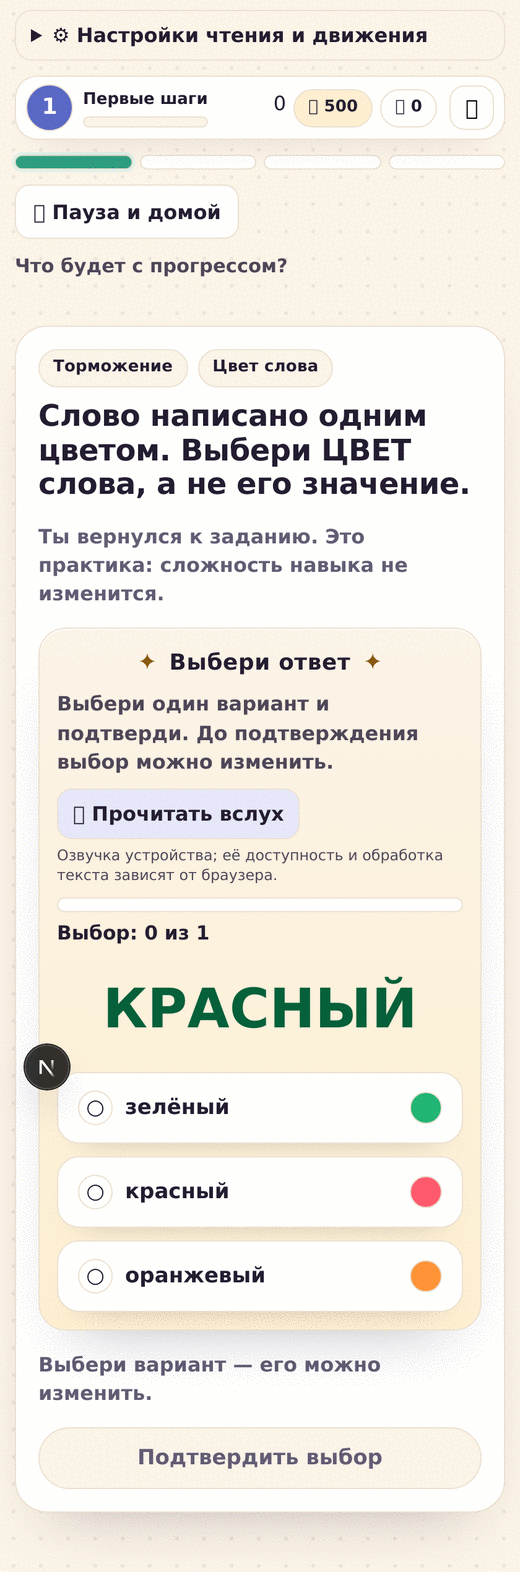 ▶ ⚙ Настройки чтения и движения
1
Первые шаги
0
500
0
Пауза и домой
Что будет с прогрессом?
Торможение
Цвет слова
Слово написано одним
цветом. Выбери ЦВЕТ
слова, а не его значение.
Ты вернулся к заданию. Это
практика: сложность навыка не
изменится.
✦ Выбери ответ ✦
Выбери один вариант и
подтверди. До подтверждения
выбор можно изменить.
Прочитать вслух
Озвучка устройства; её доступность и обработка
текста зависят от браузера.
Выбор: 0 из 1
КРАСНЫЙ
N
зелёный
красный
оранжевый
Выбери вариант — его можно
изменить.
Подтвердить выбор